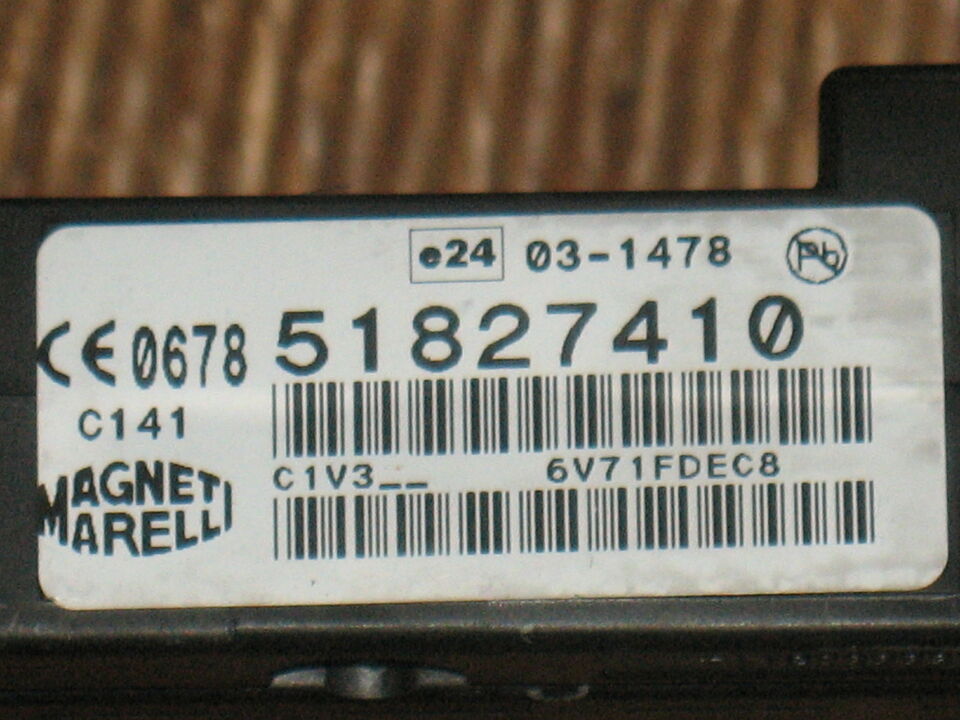 e24 03-1478 Pb
CE 0678 51827410
C141
C1V3__ 6V71FDEC8
MAGNETI
MARELLI